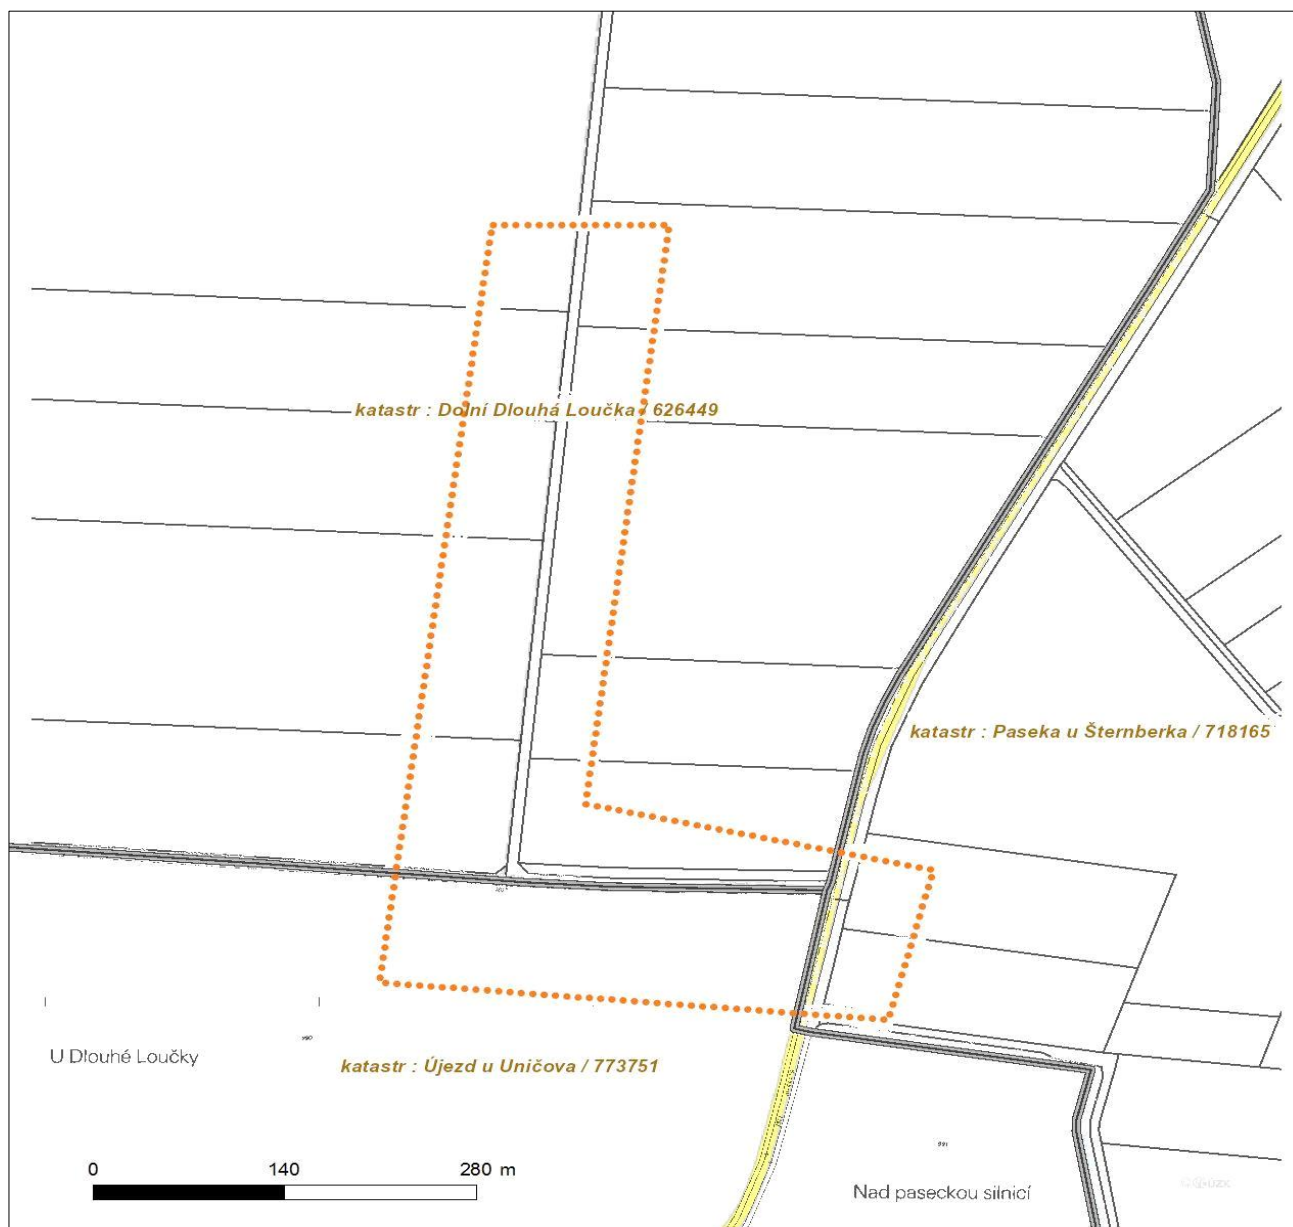 katastr : Dolní Dlouhá Loučka / 626449
katastr : Paseka u Šternberka / 718165
U Dlouhé Loučky
katastr : Újezd u Uničova / 773751
0 140 280 m
Nad paseckou silnicí